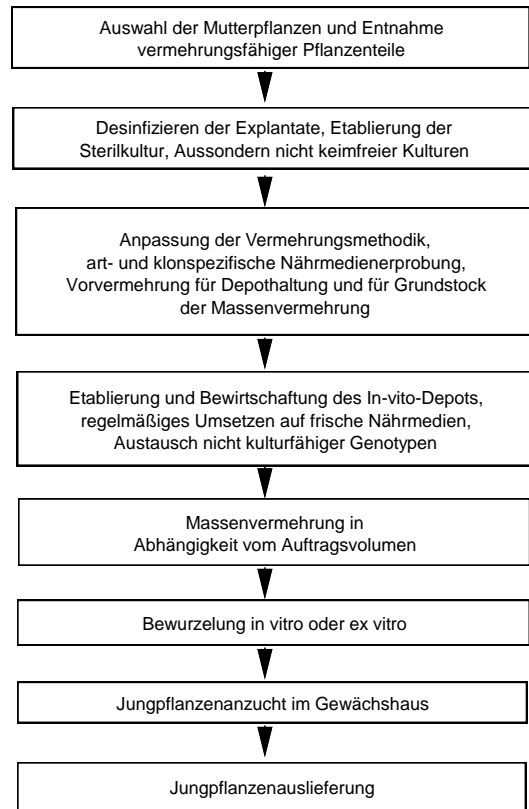 Auswahl der Mutterpflanzen und Entnahme
vermehrungsfähiger Pflanzenteile
Desinfizieren der Explantate, Etablierung der
Sterilkultur, Aussondern nicht keimfreier Kulturen
Anpassung der Vermehrungsmethodik,
art- und klonspezifische Nährmedienerprobung,
Vorvermehrung für Depothaltung und für Grundstock
der Massenvermehrung
Etablierung und Bewirtschaftung des In-vito-Depots,
regelmäßiges Umsetzen auf frische Nährmedien,
Austausch nicht kulturfähiger Genotypen
Massenvermehrung in
Abhängigkeit vom Auftragsvolumen
Bewurzelung in vitro oder ex vitro
Jungpflanzenanzucht im Gewächshaus
Jungpflanzenauslieferung